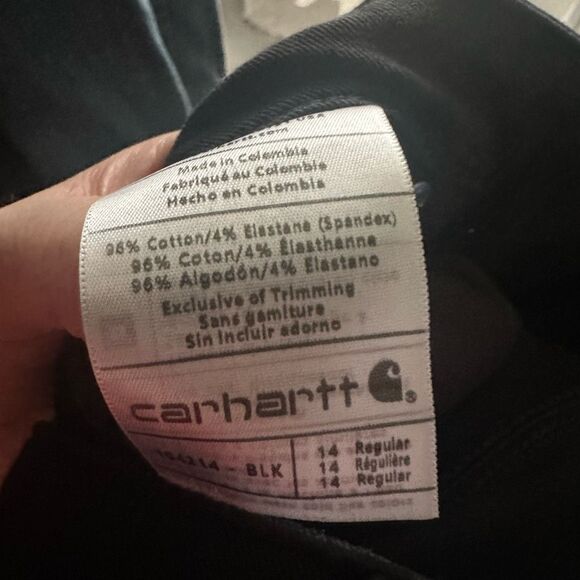 Made in Colombia
Fabriqué au Colombie
Hecho en Colombia
96% Cotton/4% Elastane (Spandex)
96% Coton/4% Élasthanne
96% Algodón/4% Elastano
Exclusive of Trimming
Sans garniture
Sin incluir adorno
carhartt
- BLK
14 Regular
14 Régulière
14 Regular